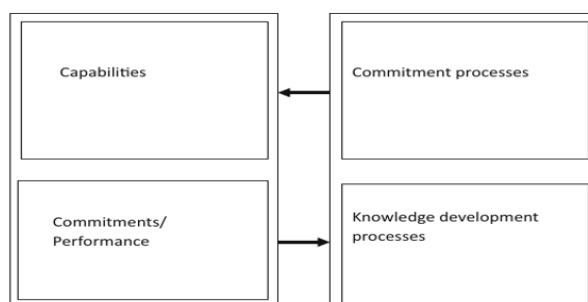 Capabilities
Commitment processes
Commitments/
Performance
Knowledge development
processes